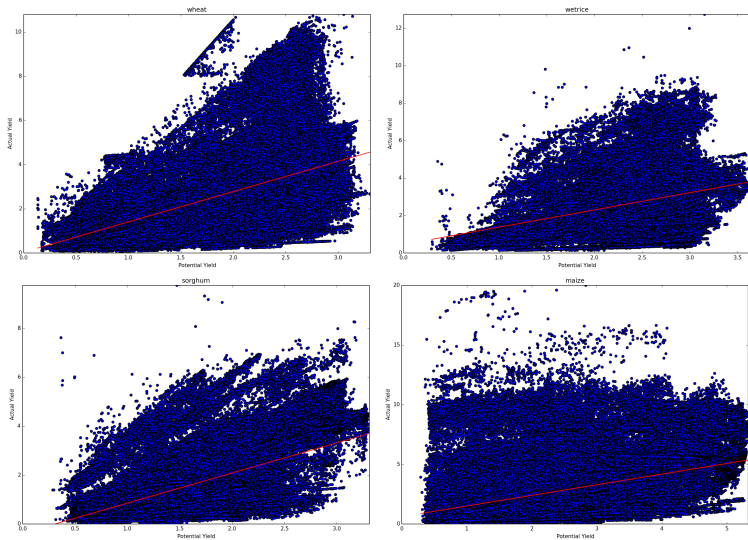 wheat
10
8
6
4
2
0
Actual Yield
0.0 0.5 1.0 1.5 2.0 2.5 3.0
Potential Yield
wetrice
12
10
8
6
4
2
0
Actual Yield
0.0 0.5 1.0 1.5 2.0 2.5 3.0 3.5
Potential Yield
sorghum
8
6
4
2
0
Actual Yield
0.0 0.5 1.0 1.5 2.0 2.5 3.0
Potential Yield
maize
20
15
10
5
0
Actual Yield
0 1 2 3 4 5
Potential Yield